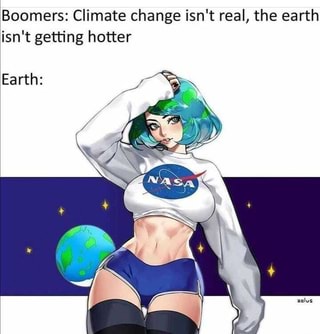 Boomers: Climate change isn't real, the earth
isn't getting hotter
Earth:
NASA